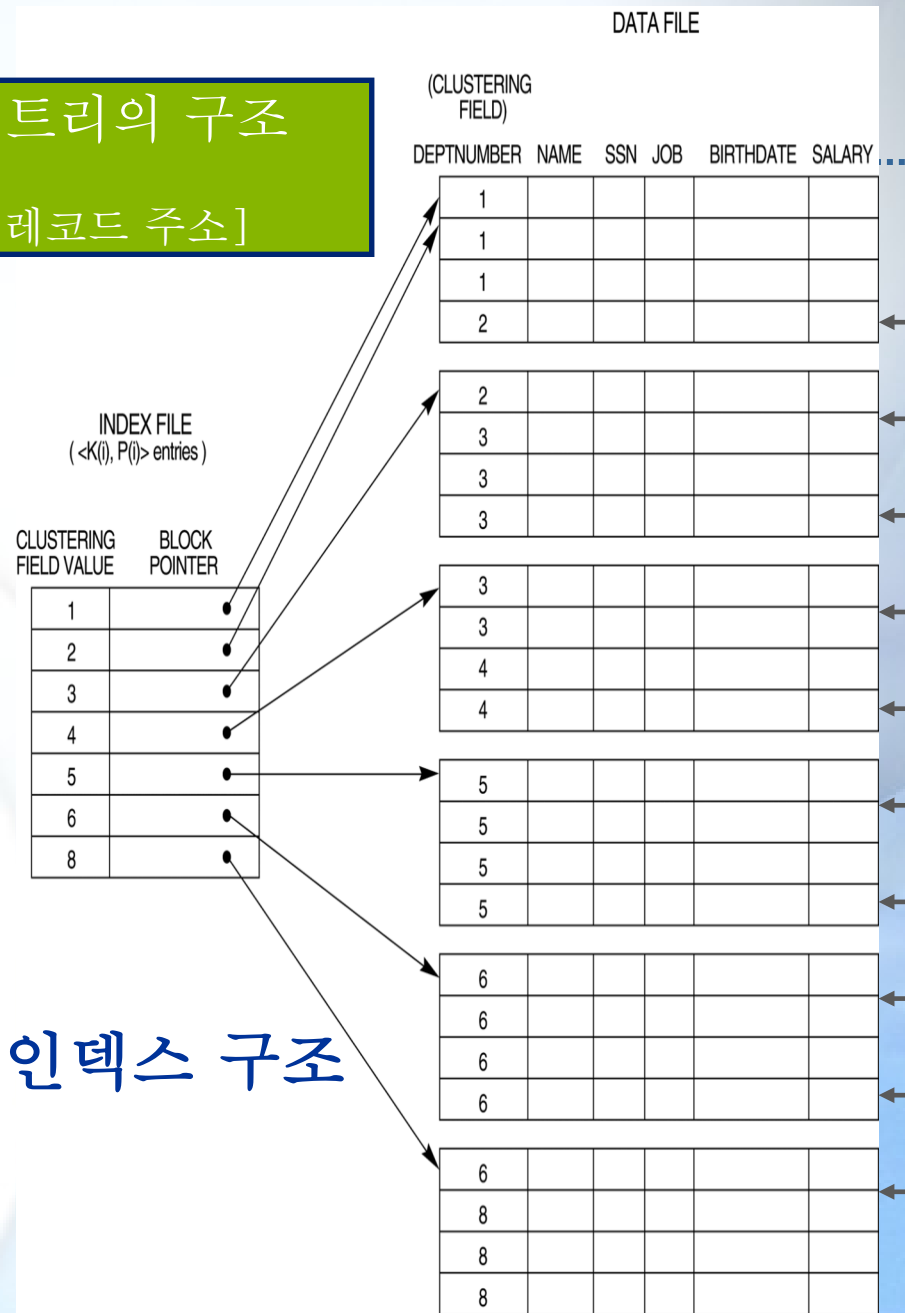 DATA FILE
트리의 구조
레코드 주소]
(CLUSTERING
FIELD)
DEPTNUMBER NAME SSN JOB BIRTHDATE SALARY
1
1
1
2
2
3
3
3
3
3
4
4
5
5
5
5
6
6
6
6
6
8
8
8
INDEX FILE
( <K(i), P(i)> entries )
CLUSTERING BLOCK
FIELD VALUE POINTER
1
2
3
4
5
6
8
인덱스 구조